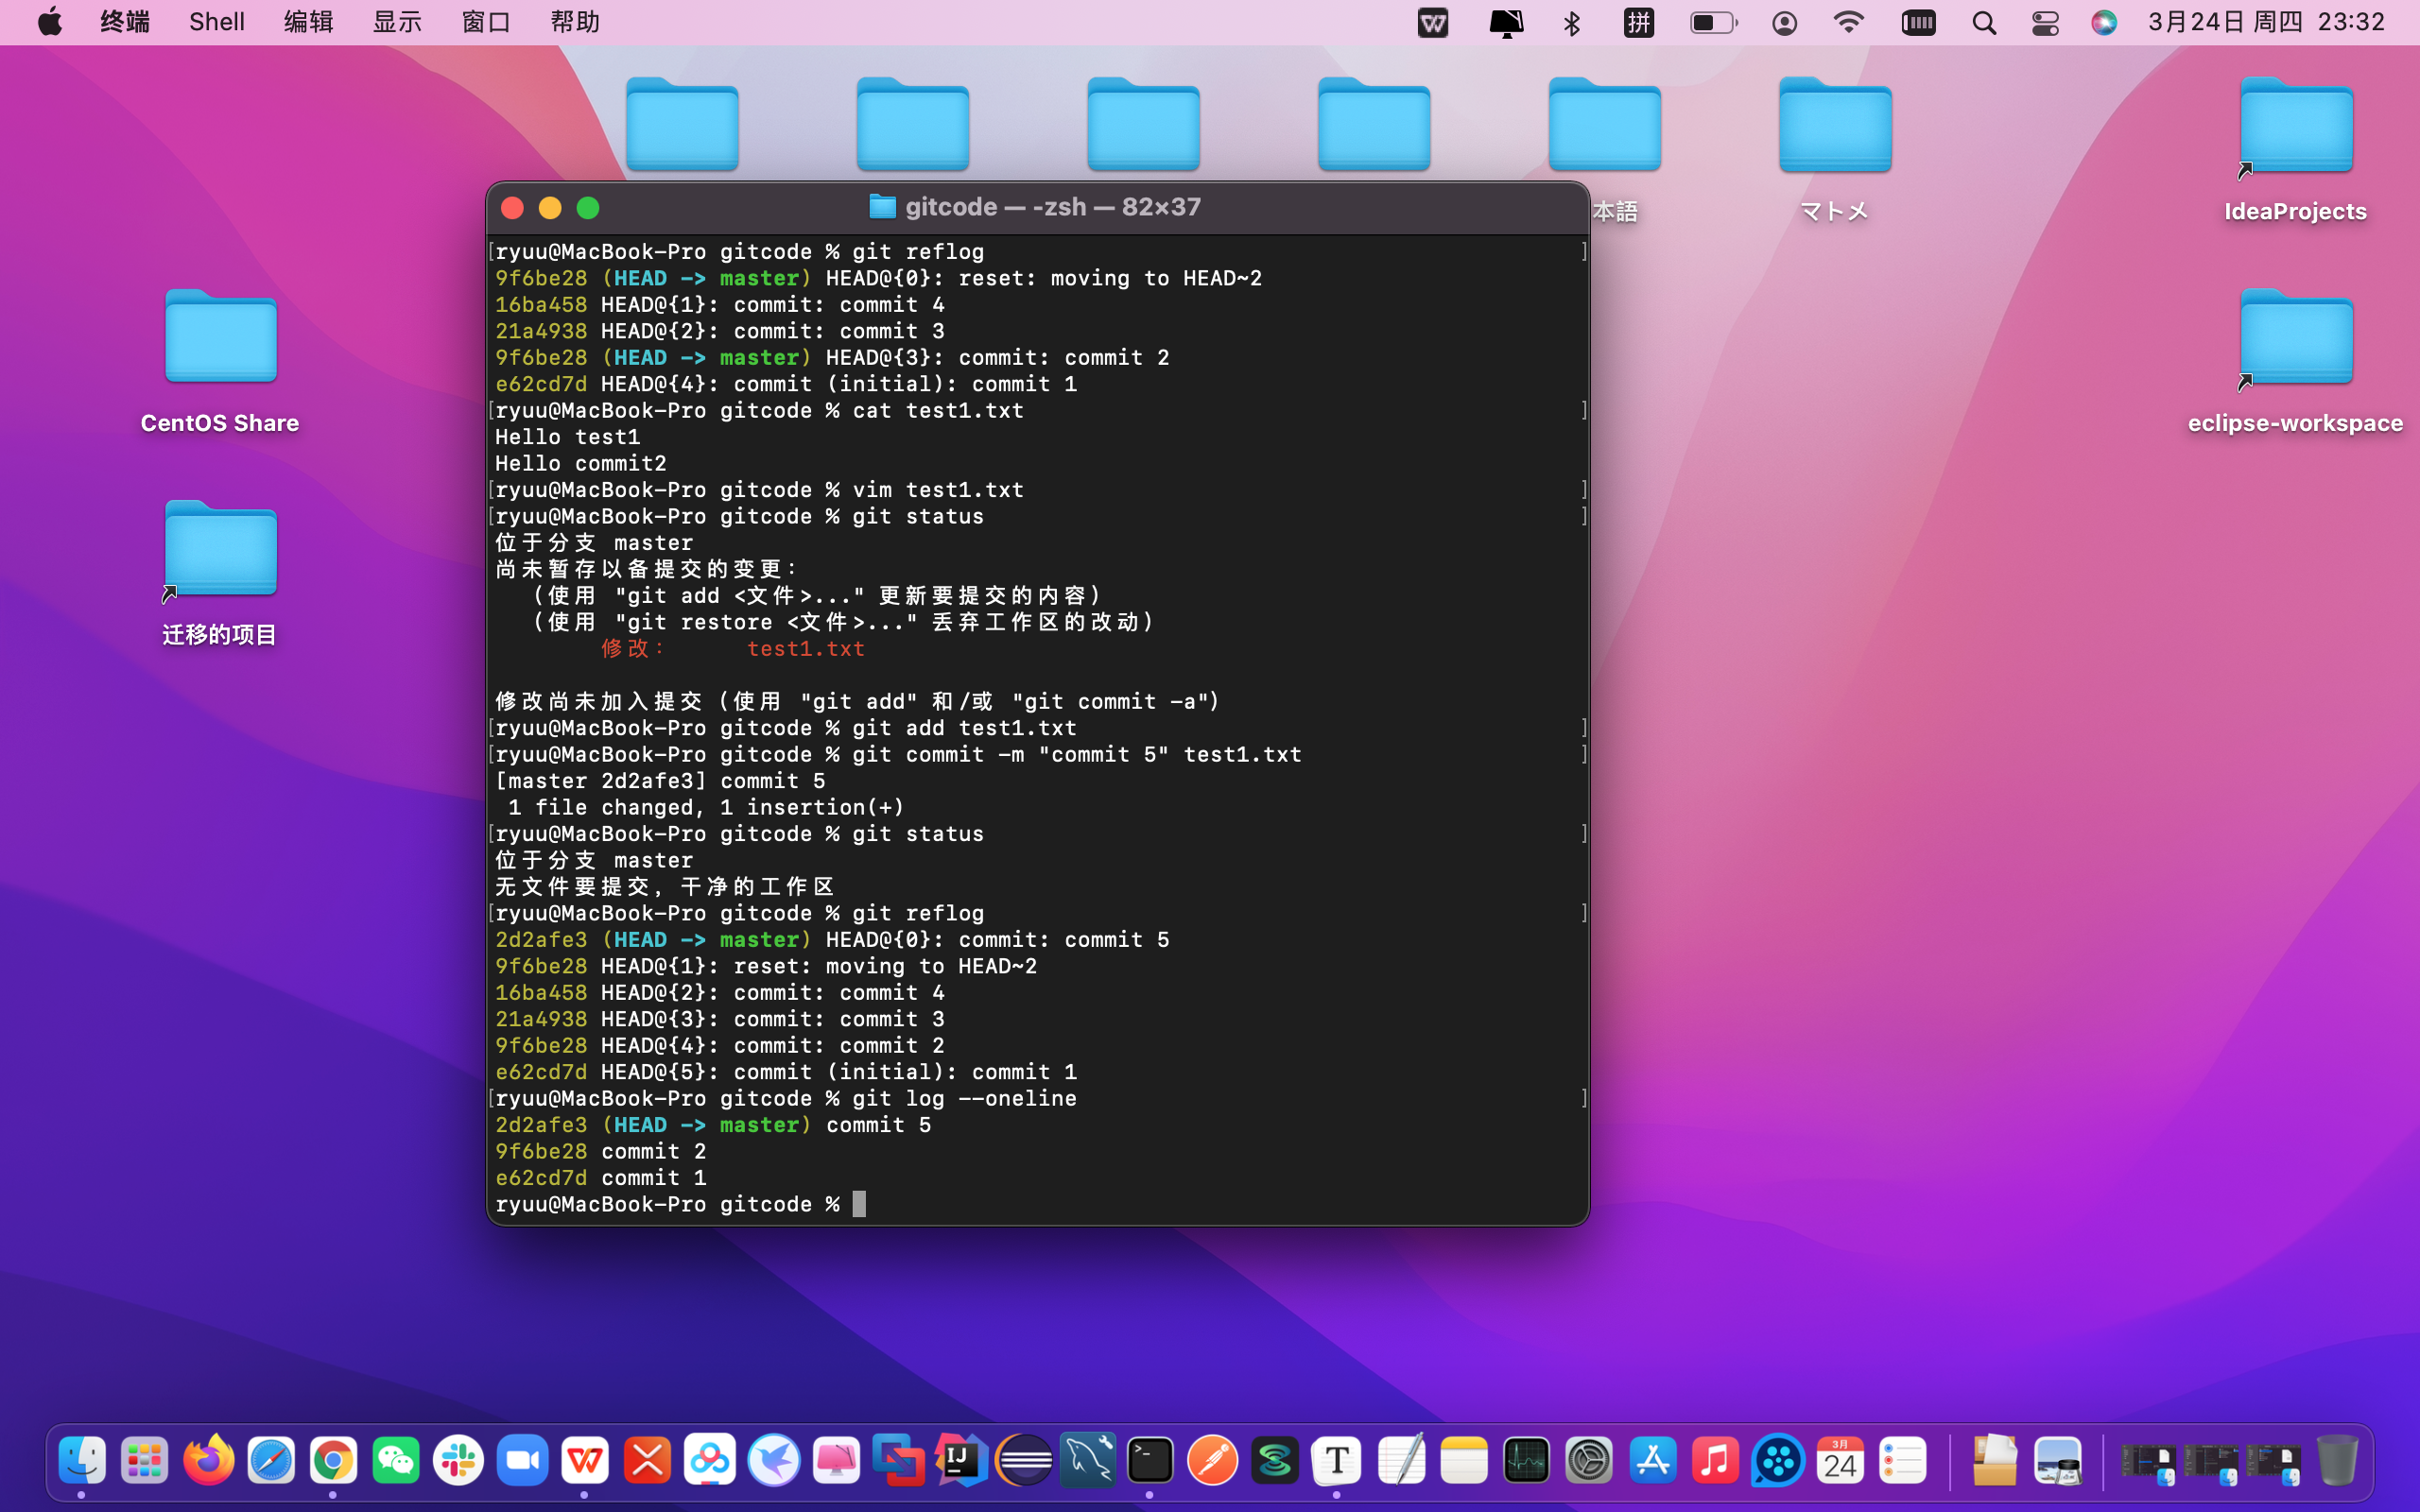 终端 Shell 编辑 显示 窗口 帮助 拼 3月24日 周四 23:32
本語
マトメ
IdeaProjects
CentOS Share
eclipse-workspace
迁移的项目
gitcode — -zsh — 82×37
[ryuu@MacBook-Pro gitcode % git reflog ]
9f6be28 (HEAD -> master) HEAD@{0}: reset: moving to HEAD~2
16ba458 HEAD@{1}: commit: commit 4
21a4938 HEAD@{2}: commit: commit 3
9f6be28 (HEAD -> master) HEAD@{3}: commit: commit 2
e62cd7d HEAD@{4}: commit (initial): commit 1
[ryuu@MacBook-Pro gitcode % cat test1.txt ]
Hello test1
Hello commit2
[ryuu@MacBook-Pro gitcode % vim test1.txt ]
[ryuu@MacBook-Pro gitcode % git status ]
位于分支 master
尚未暂存以备提交的变更：
（使用 "git add <文件>..." 更新要提交的内容）
（使用 "git restore <文件>..." 丢弃工作区的改动）
修改： test1.txt
修改尚未加入提交（使用 "git add" 和/或 "git commit -a"）
[ryuu@MacBook-Pro gitcode % git add test1.txt ]
[ryuu@MacBook-Pro gitcode % git commit -m "commit 5" test1.txt ]
[master 2d2afe3] commit 5
1 file changed, 1 insertion(+)
[ryuu@MacBook-Pro gitcode % git status ]
位于分支 master
无文件要提交，干净的工作区
[ryuu@MacBook-Pro gitcode % git reflog ]
2d2afe3 (HEAD -> master) HEAD@{0}: commit: commit 5
9f6be28 HEAD@{1}: reset: moving to HEAD~2
16ba458 HEAD@{2}: commit: commit 4
21a4938 HEAD@{3}: commit: commit 3
9f6be28 HEAD@{4}: commit: commit 2
e62cd7d HEAD@{5}: commit (initial): commit 1
[ryuu@MacBook-Pro gitcode % git log --oneline ]
2d2afe3 (HEAD -> master) commit 5
9f6be28 commit 2
e62cd7d commit 1
ryuu@MacBook-Pro gitcode %
IJ
T
3月
24